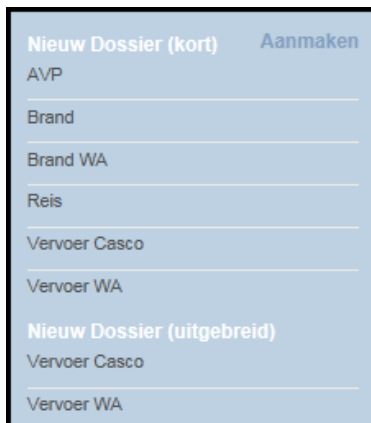 Nieuw Dossier (kort) Aanmaken
AVP
Brand
Brand WA
Reis
Vervoer Casco
Vervoer WA
Nieuw Dossier (uitgebreid)
Vervoer Casco
Vervoer WA